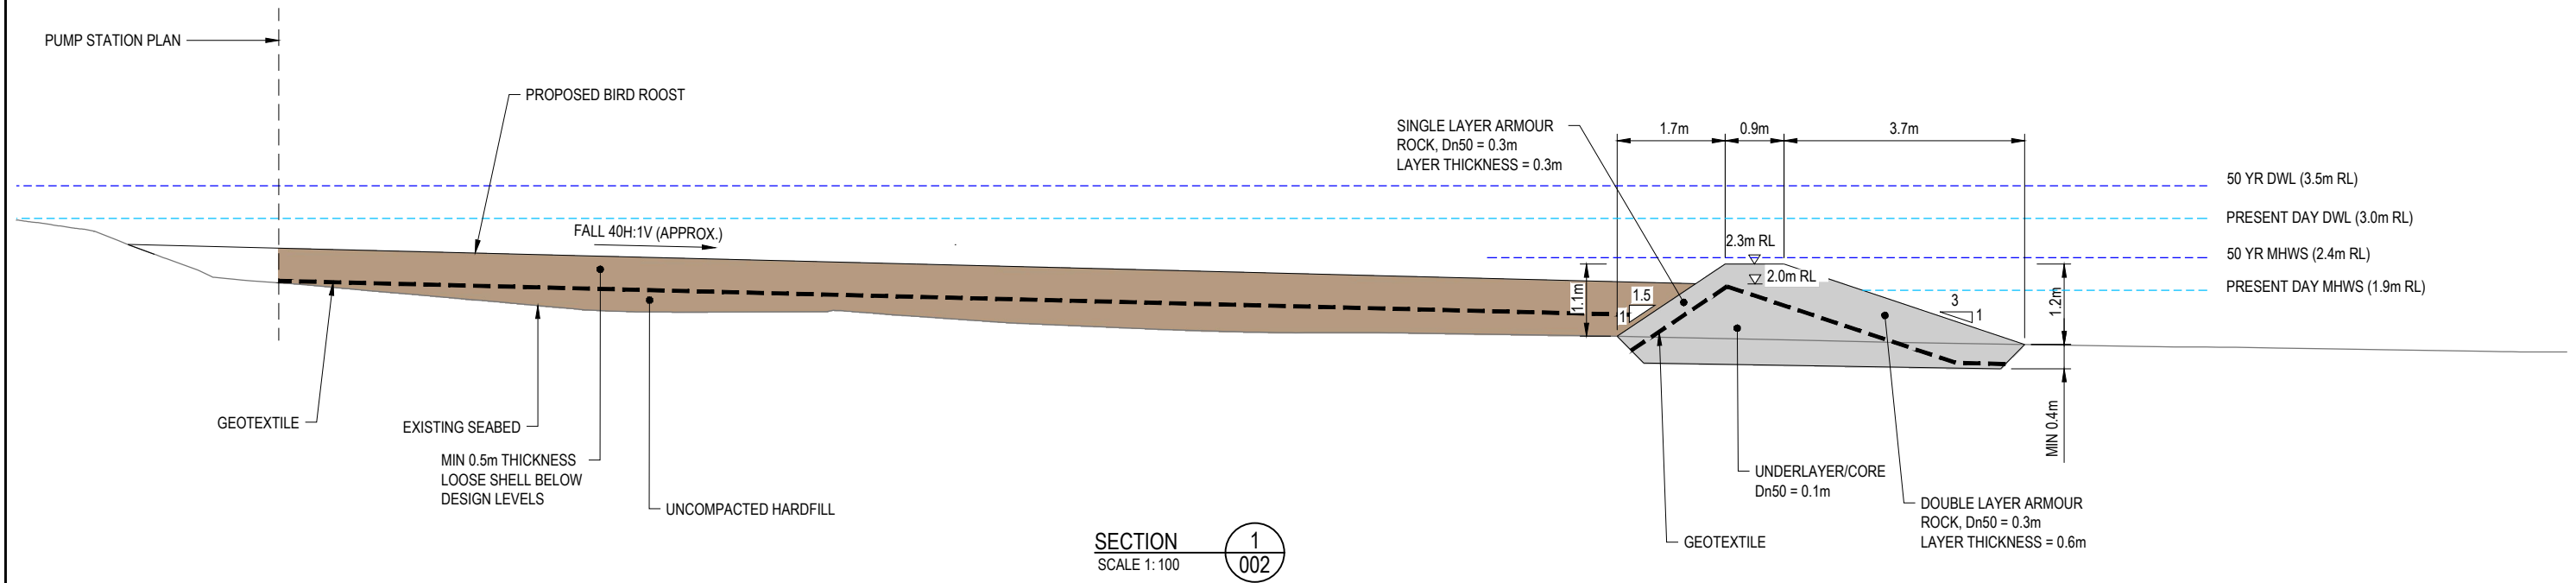 PUMP STATION PLAN
PROPOSED BIRD ROOST
SINGLE LAYER ARMOUR
ROCK, Dn50 = 0.3m
LAYER THICKNESS = 0.3m
1.7m
0.9m
3.7m
50 YR DWL (3.5m RL)
PRESENT DAY DWL (3.0m RL)
FALL 40H:1V (APPROX.)
2.3m RL
50 YR MHWS (2.4m RL)
2.0m RL
PRESENT DAY MHWS (1.9m RL)
1.1m
1.5
1
3
1
1.2m
GEOTEXTILE
EXISTING SEABED
MIN 0.5m THICKNESS
LOOSE SHELL BELOW
DESIGN LEVELS
UNCOMPACTED HARDFILL
MIN 0.4m
UNDERLAYER/CORE
Dn50 = 0.1m
DOUBLE LAYER ARMOUR
ROCK, Dn50 = 0.3m
LAYER THICKNESS = 0.6m
GEOTEXTILE
SECTION
SCALE 1:100
1
002